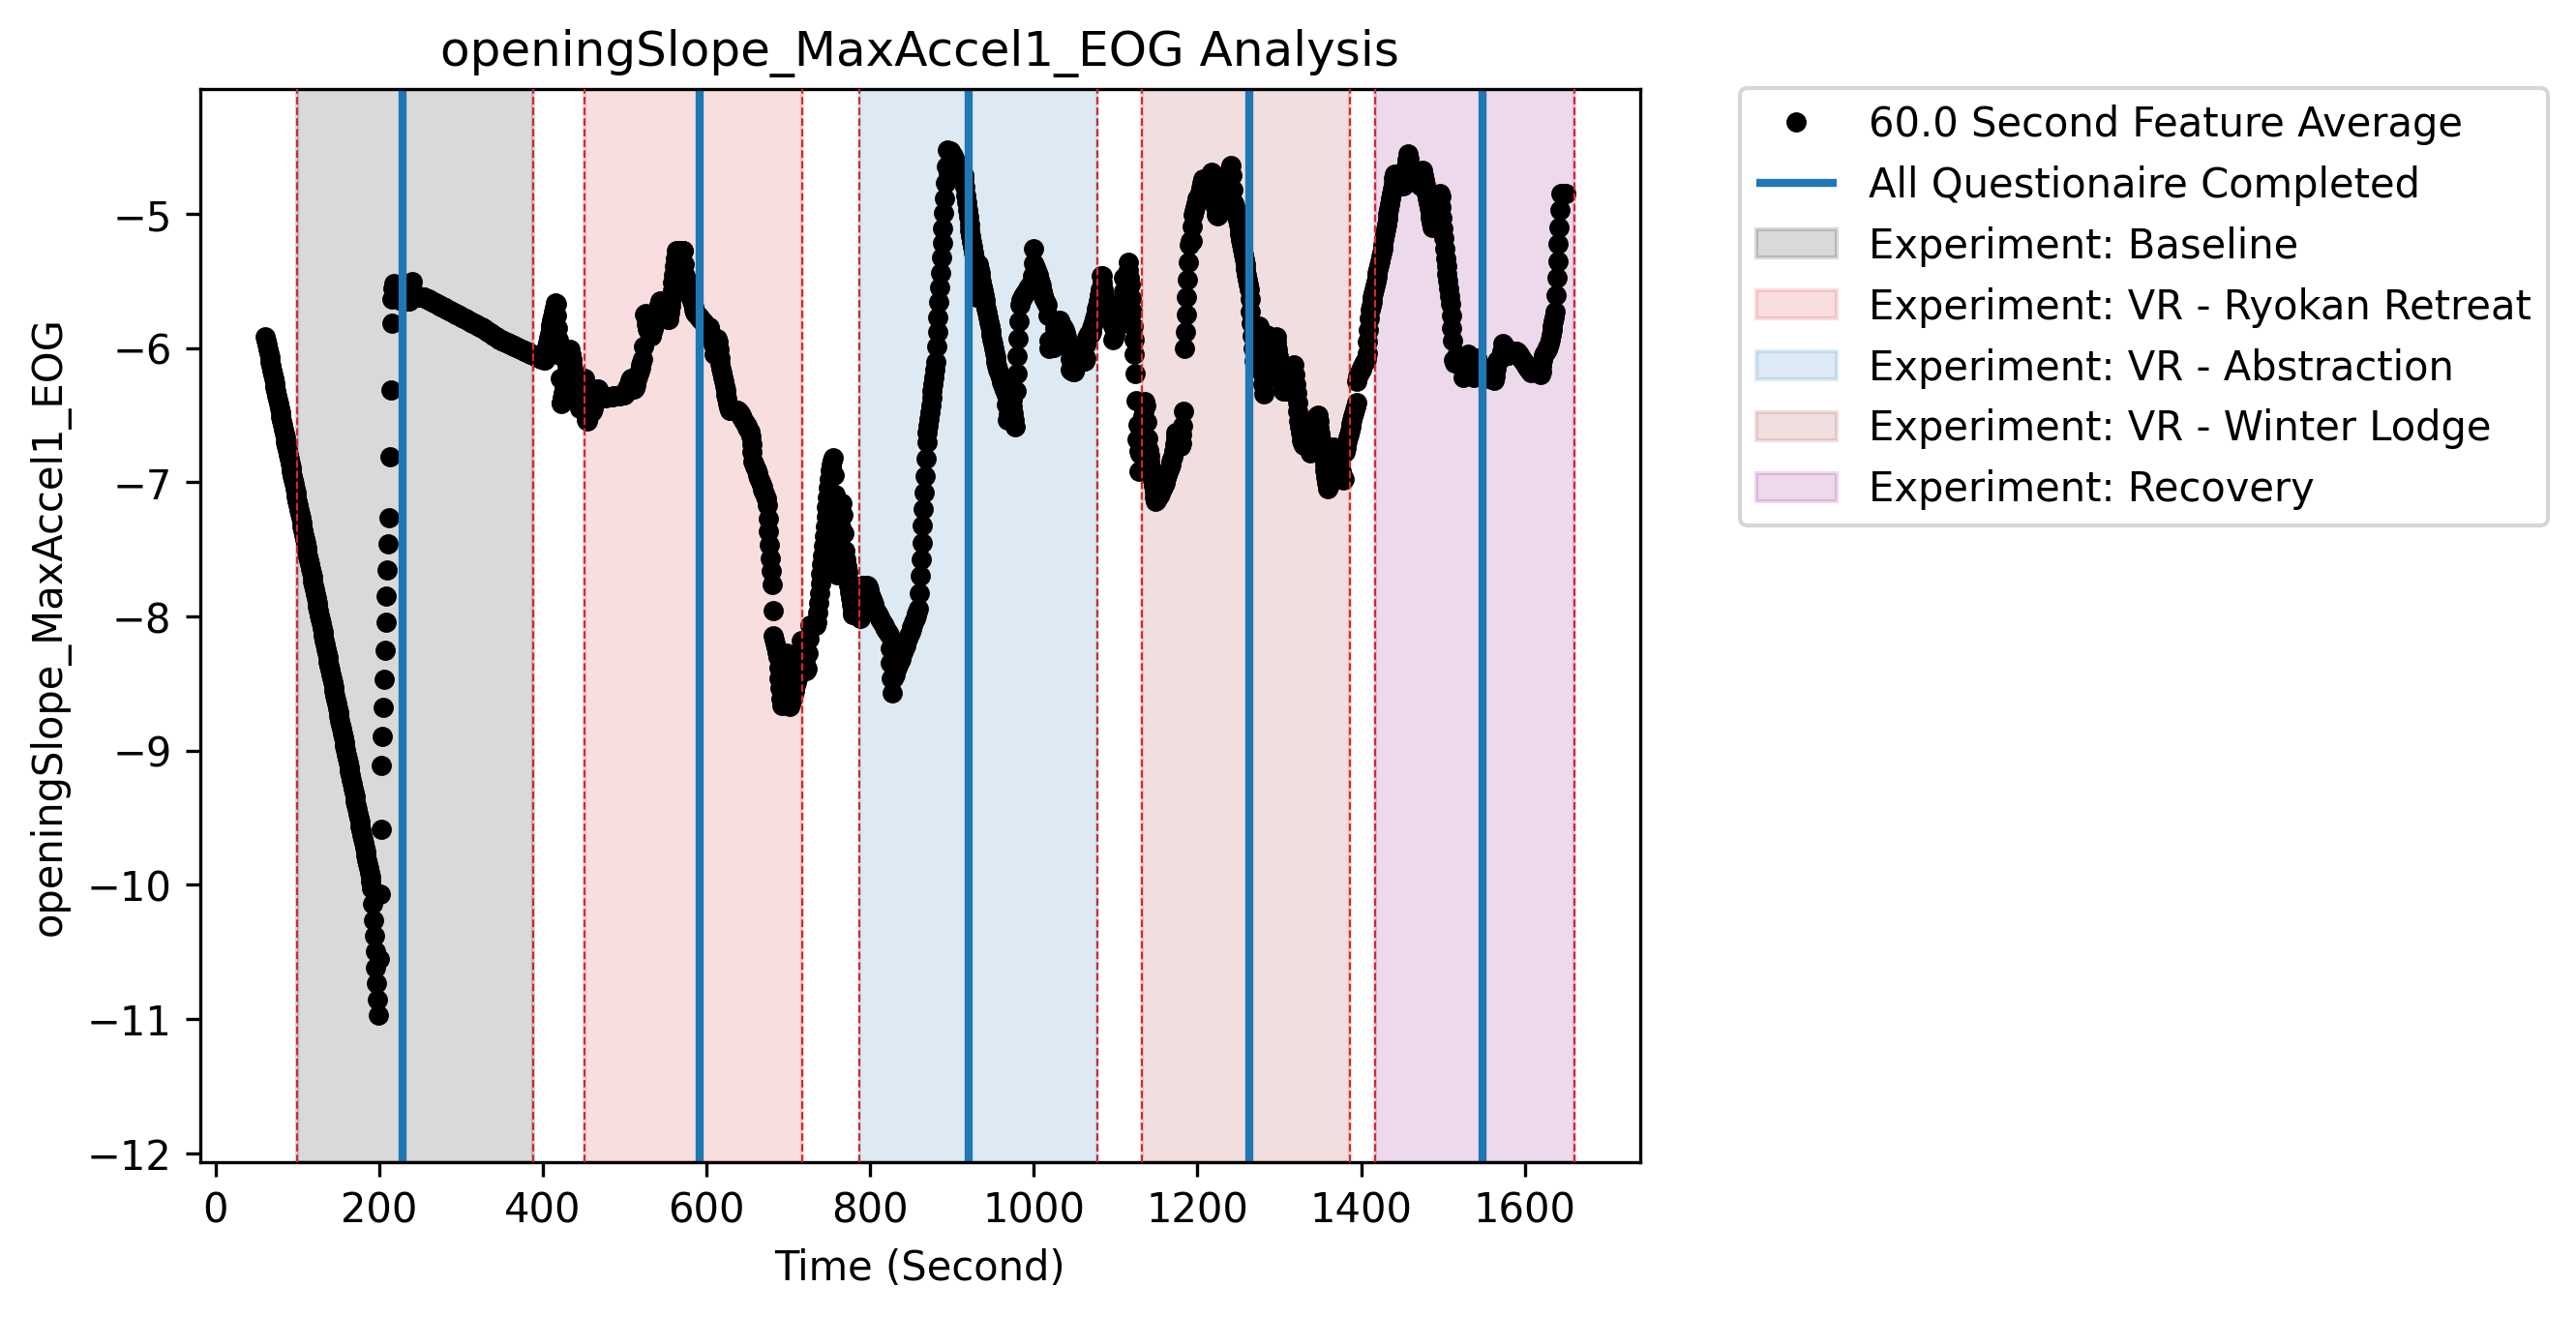 openingSlope_MaxAccel1_EOG Analysis
openingSlope_MaxAccel1_EOG
−5
−6
−7
−8
−9
−10
−11
−12
0
200
400
600
800
1000
1200
1400
1600
Time (Second)
60.0 Second Feature Average
All Questionaire Completed
Experiment: Baseline
Experiment: VR - Ryokan Retreat
Experiment: VR - Abstraction
Experiment: VR - Winter Lodge
Experiment: Recovery